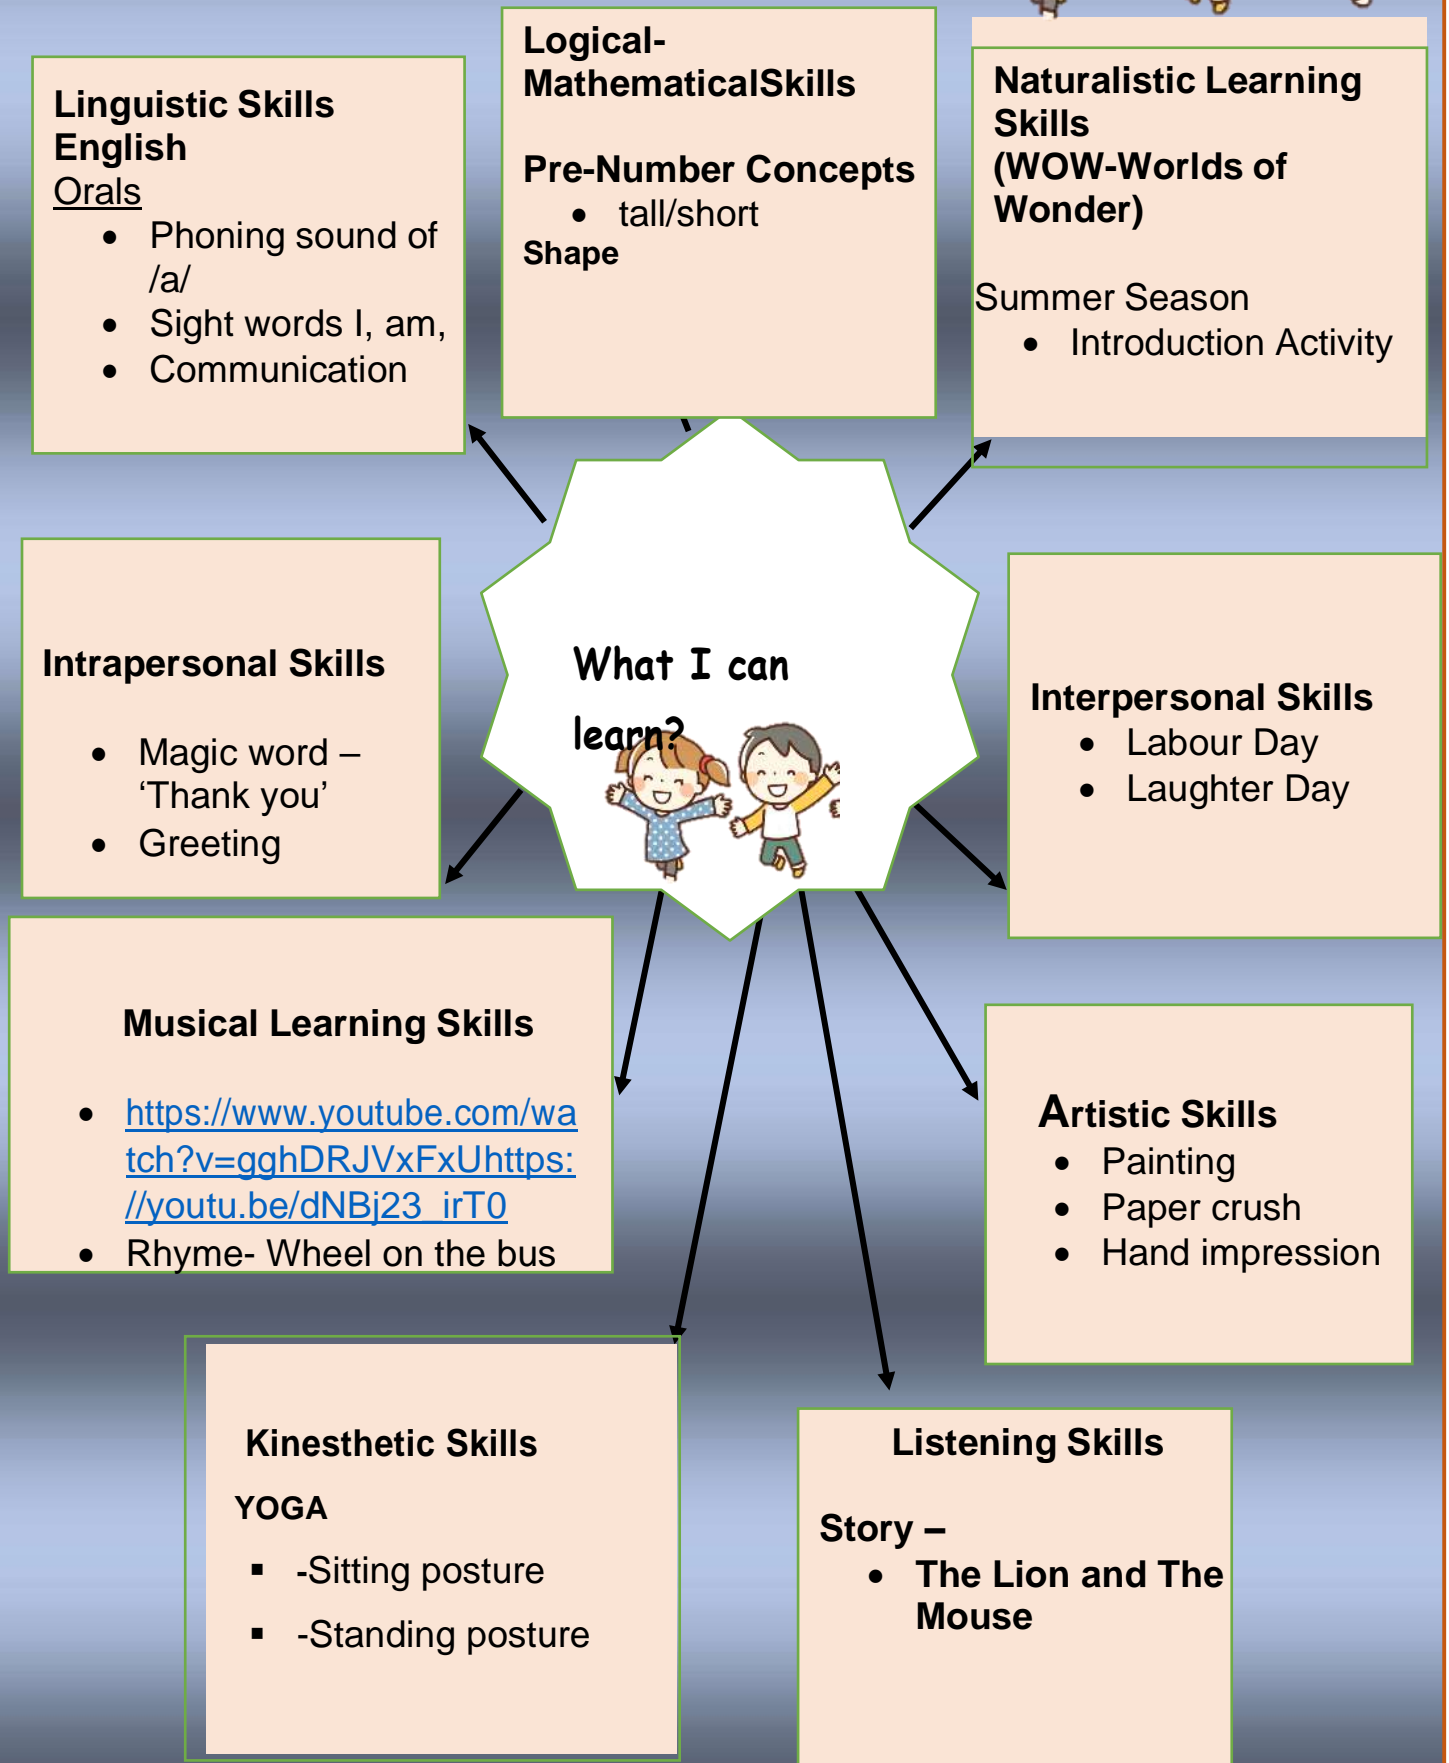 Linguistic Skills
English
Orals
• Phoning sound of
/a/
• Sight words I, am,
• Communication
Logical-
MathematicalSkills
Pre-Number Concepts
• tall/short
Shape
Naturalistic Learning
Skills
(WOW-Worlds of
Wonder)
Summer Season
• Introduction Activity
Intrapersonal Skills
• Magic word –
‘Thank you’
• Greeting
What I can
learn?
Interpersonal Skills
• Labour Day
• Laughter Day
Musical Learning Skills
• https://www.youtube.com/wa
tch?v=gghDRJVxFxUhttps:
//youtu.be/dNBj23_irT0
• Rhyme- Wheel on the bus
Artistic Skills
• Painting
• Paper crush
• Hand impression
Kinesthetic Skills
YOGA
▪ -Sitting posture
▪ -Standing posture
Listening Skills
Story –
• The Lion and The
Mouse